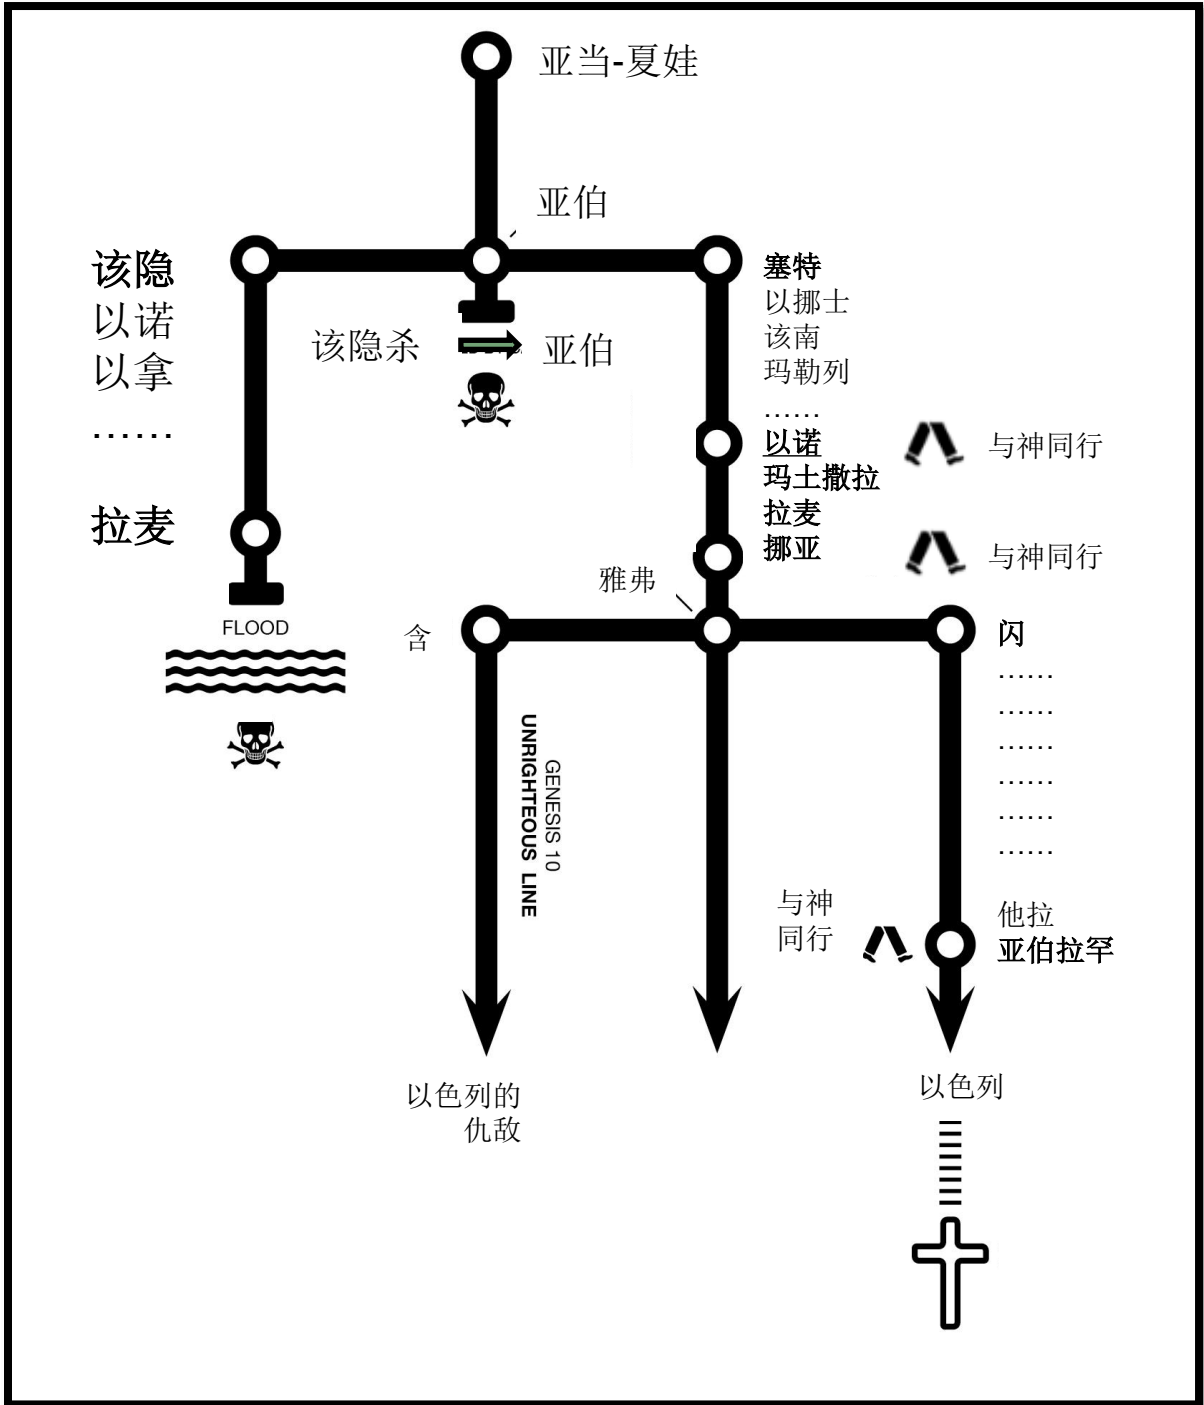 亚当-夏娃
亚伯
该隐
以诺
以拿
……
拉麦
FLOOD
该隐杀
亚伯
塞特
以挪士
该南
玛勒列
……
以诺
玛土撒拉
拉麦
挪亚
与神同行
与神同行
雅弗
含
闪
……
……
……
……
……
……
GENESIS 10
UNRIGHTEOUS LINE
与神
同行
他拉
亚伯拉罕
以色列的
仇敌
以色列